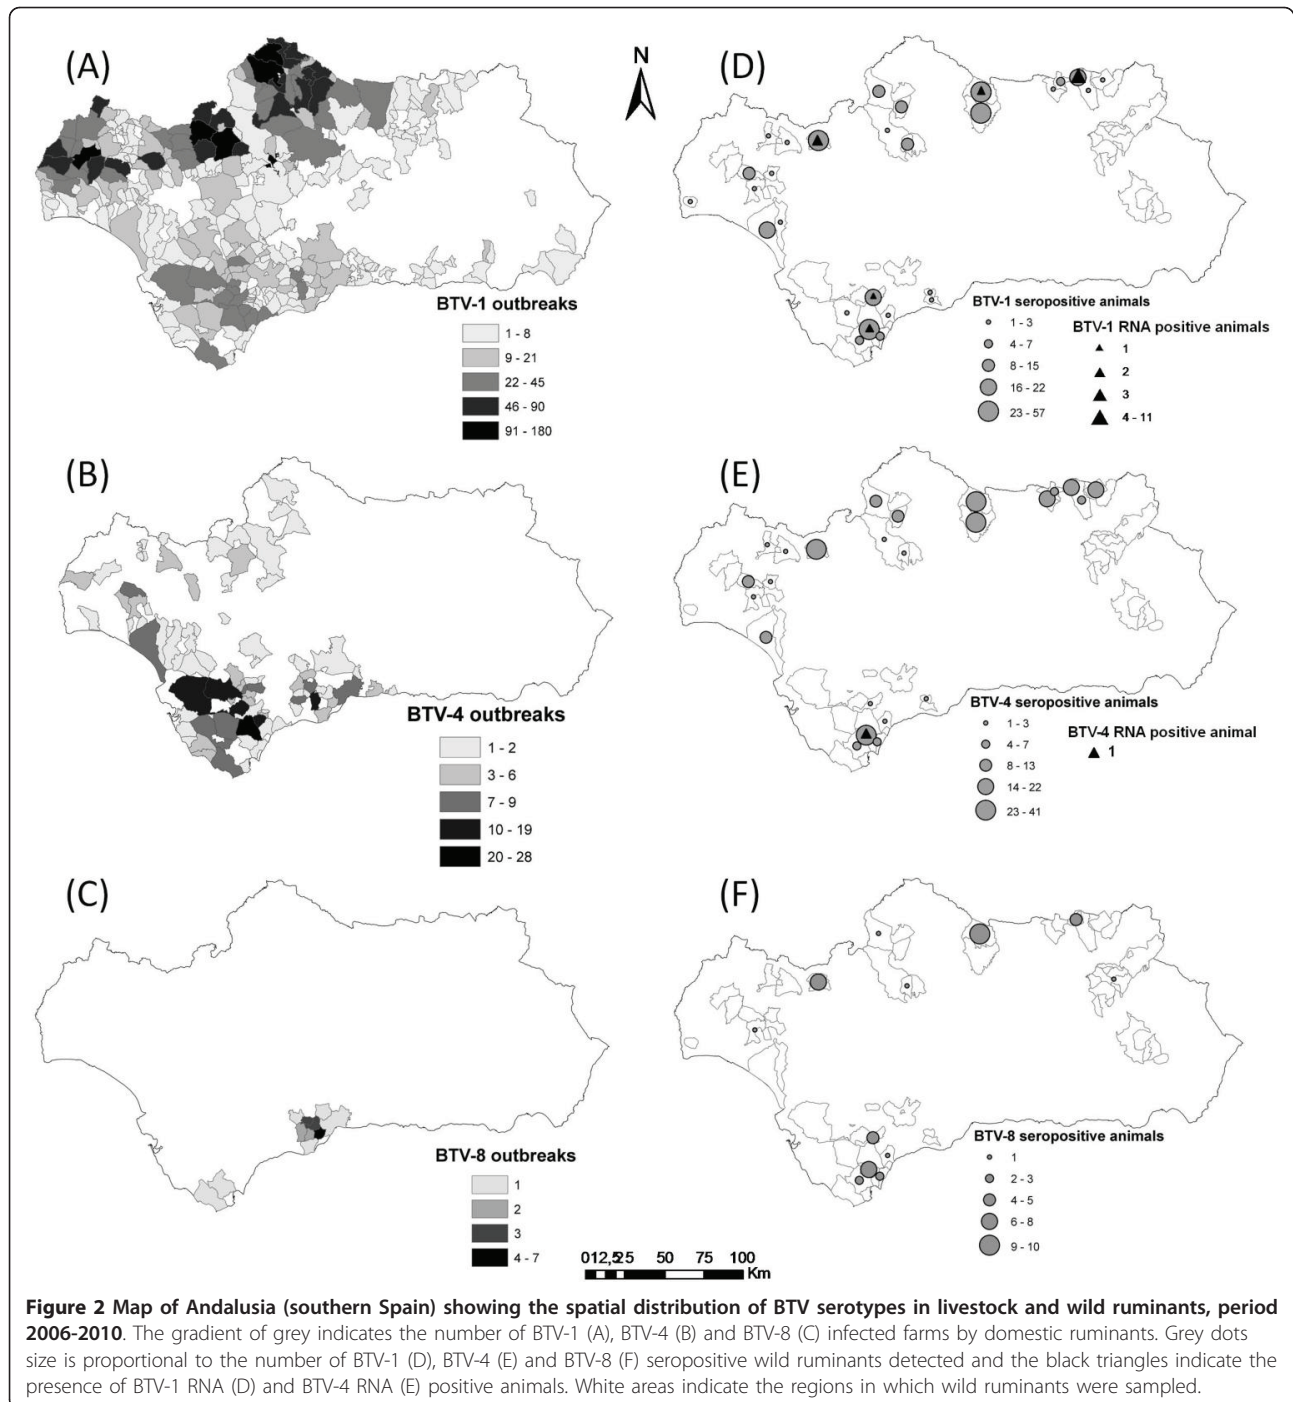 (A)
BTV-1 outbreaks
1 - 8
9 - 21
22 - 45
46 - 90
91 - 180
N
(D)
BTV-1 seropositive animals
1 - 3
4 - 7
8 - 15
16 - 22
23 - 57
BTV-1 RNA positive animals
1
2
3
4 - 11
(B)
BTV-4 outbreaks
1 - 2
3 - 6
7 - 9
10 - 19
20 - 28
(E)
BTV-4 seropositive animals
1 - 3
4 - 7
8 - 13
14 - 22
23 - 41
BTV-4 RNA positive animal
1
(C)
BTV-8 outbreaks
1
2
3
4 - 7
(F)
BTV-8 seropositive animals
1
2 - 3
4 - 5
6 - 8
9 - 10
0 12,5 25 50 75 100
Km
Figure 2 Map of Andalusia (southern Spain) showing the spatial distribution of BTV serotypes in livestock and wild ruminants, period
2006-2010. The gradient of grey indicates the number of BTV-1 (A), BTV-4 (B) and BTV-8 (C) infected farms by domestic ruminants. Grey dots
size is proportional to the number of BTV-1 (D), BTV-4 (E) and BTV-8 (F) seropositive wild ruminants detected and the black triangles indicate the
presence of BTV-1 RNA (D) and BTV-4 RNA (E) positive animals. White areas indicate the regions in which wild ruminants were sampled.